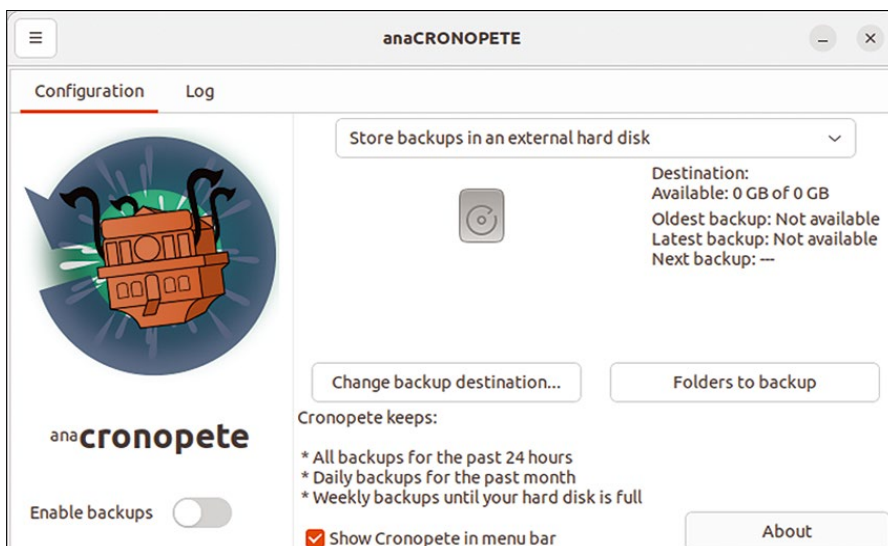 anaCRONOPETE
Configuration Log
Store backups in an external hard disk
Destination:
Available: 0 GB of 0 GB
Oldest backup: Not available
Latest backup: Not available
Next backup: ---
Change backup destination... Folders to backup
anacronopete
Cronopete keeps:
* All backups for the past 24 hours
* Daily backups for the past month
* Weekly backups until your hard disk is full
Enable backups
Show Cronopete in menu bar
About